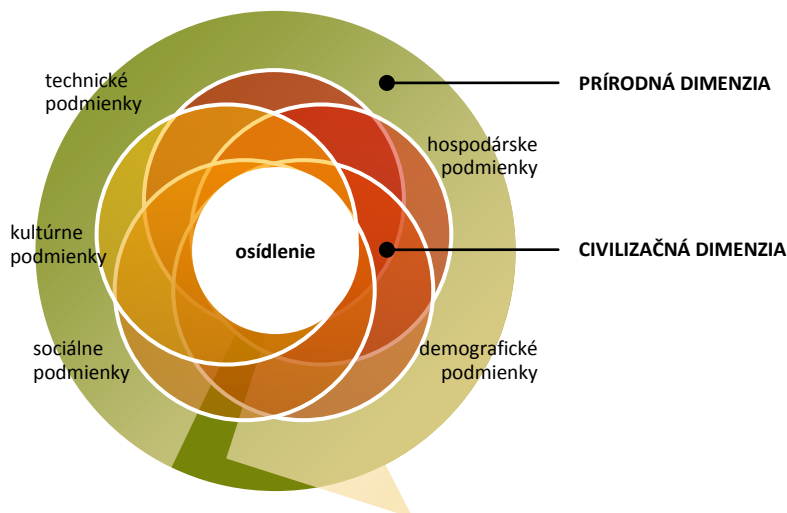 technické
podmienky
PRÍRODNÁ DIMENZIA
hospodárske
podmienky
kultúrne
podmienky
osídlenie
CIVILIZAČNÁ DIMENZIA
sociálne
podmienky
demografické
podmienky